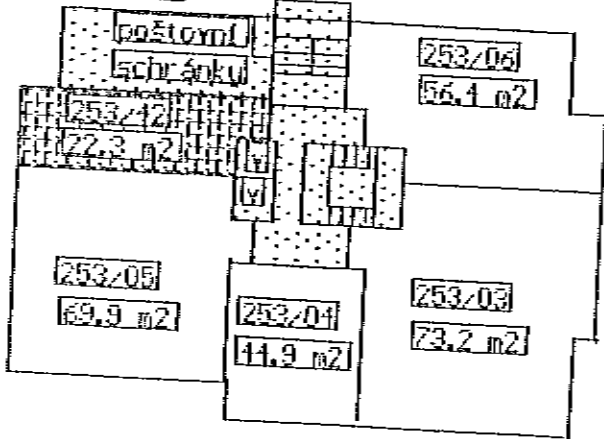 poštovní
schránky
253/06
56.4 m2
253/42
22.3 m2
v
v
253/05
69.9 m2
253/04
44.9 m2
253/03
73.2 m2